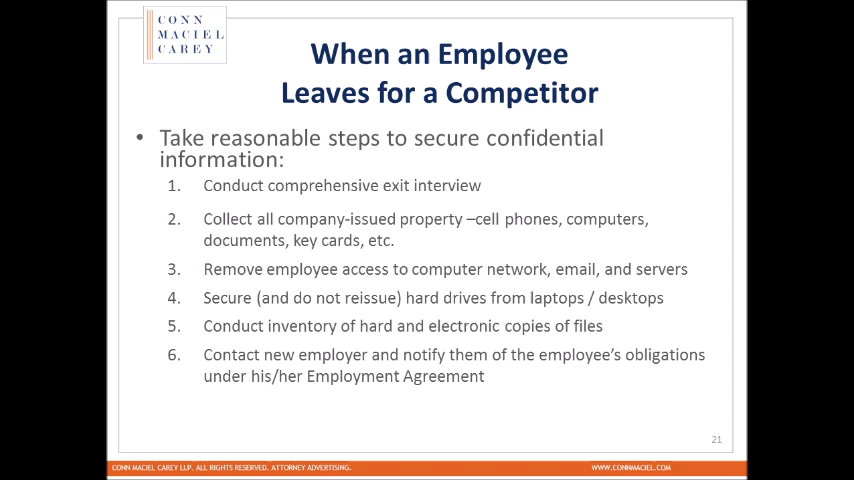 CONN
MACIEL
CAREY
When an Employee
Leaves for a Competitor
• Take reasonable steps to secure confidential
information:
1. Conduct comprehensive exit interview
2. Collect all company-issued property –cell phones, computers,
documents, key cards, etc.
3. Remove employee access to computer network, email, and servers
4. Secure (and do not reissue) hard drives from laptops / desktops
5. Conduct inventory of hard and electronic copies of files
6. Contact new employer and notify them of the employee's obligations
under his/her Employment Agreement
21
CONN MACIEL CAREY LLP. ALL RIGHTS RESERVED. ATTORNEY ADVERTISING. WWW.CONNMACIEL.COM